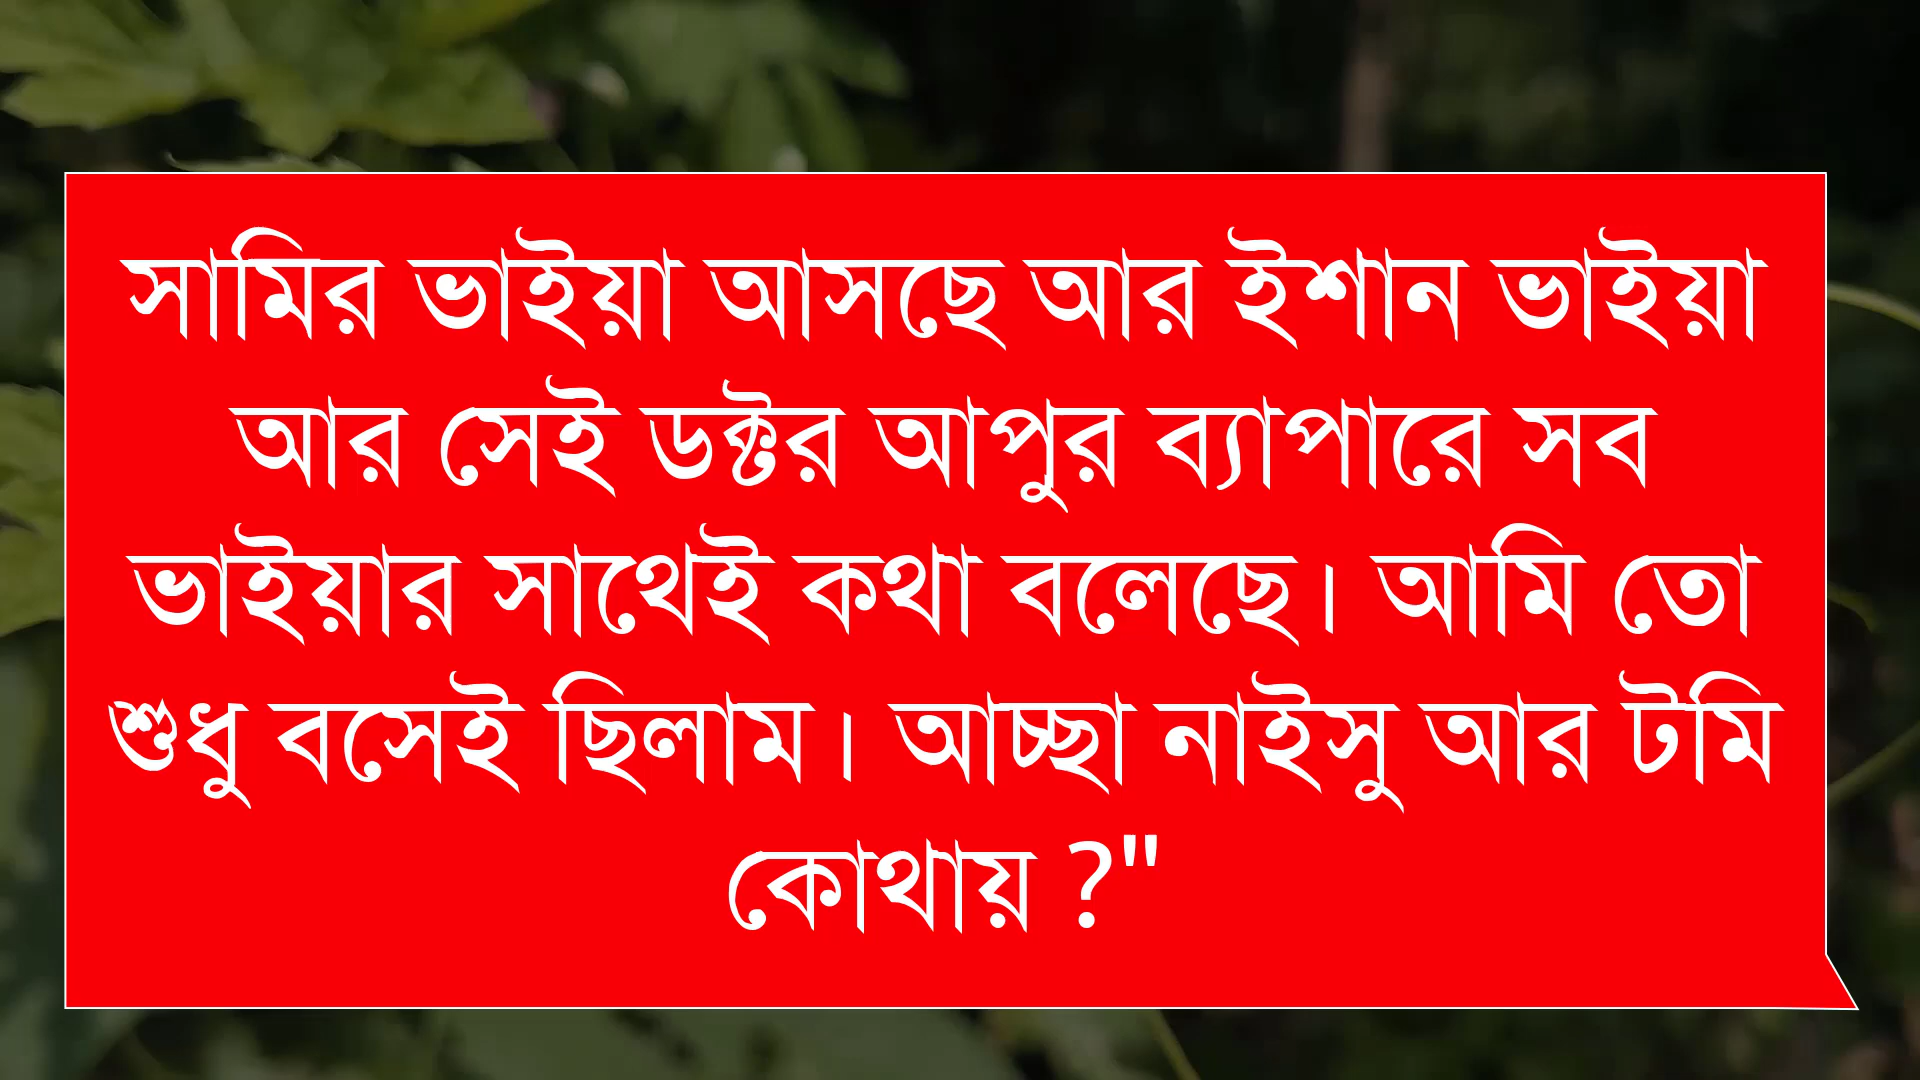 সামির ভাইয়া আসছে আর ইশান ভাইয়া
আর সেই ডক্টর আপুর ব্যাপারে সব
ভাইয়ার সাথেই কথা বলেছে। আমি তো
শুধু বসেই ছিলাম। আচ্ছা নাইসু আর টমি
কোথায় ?"